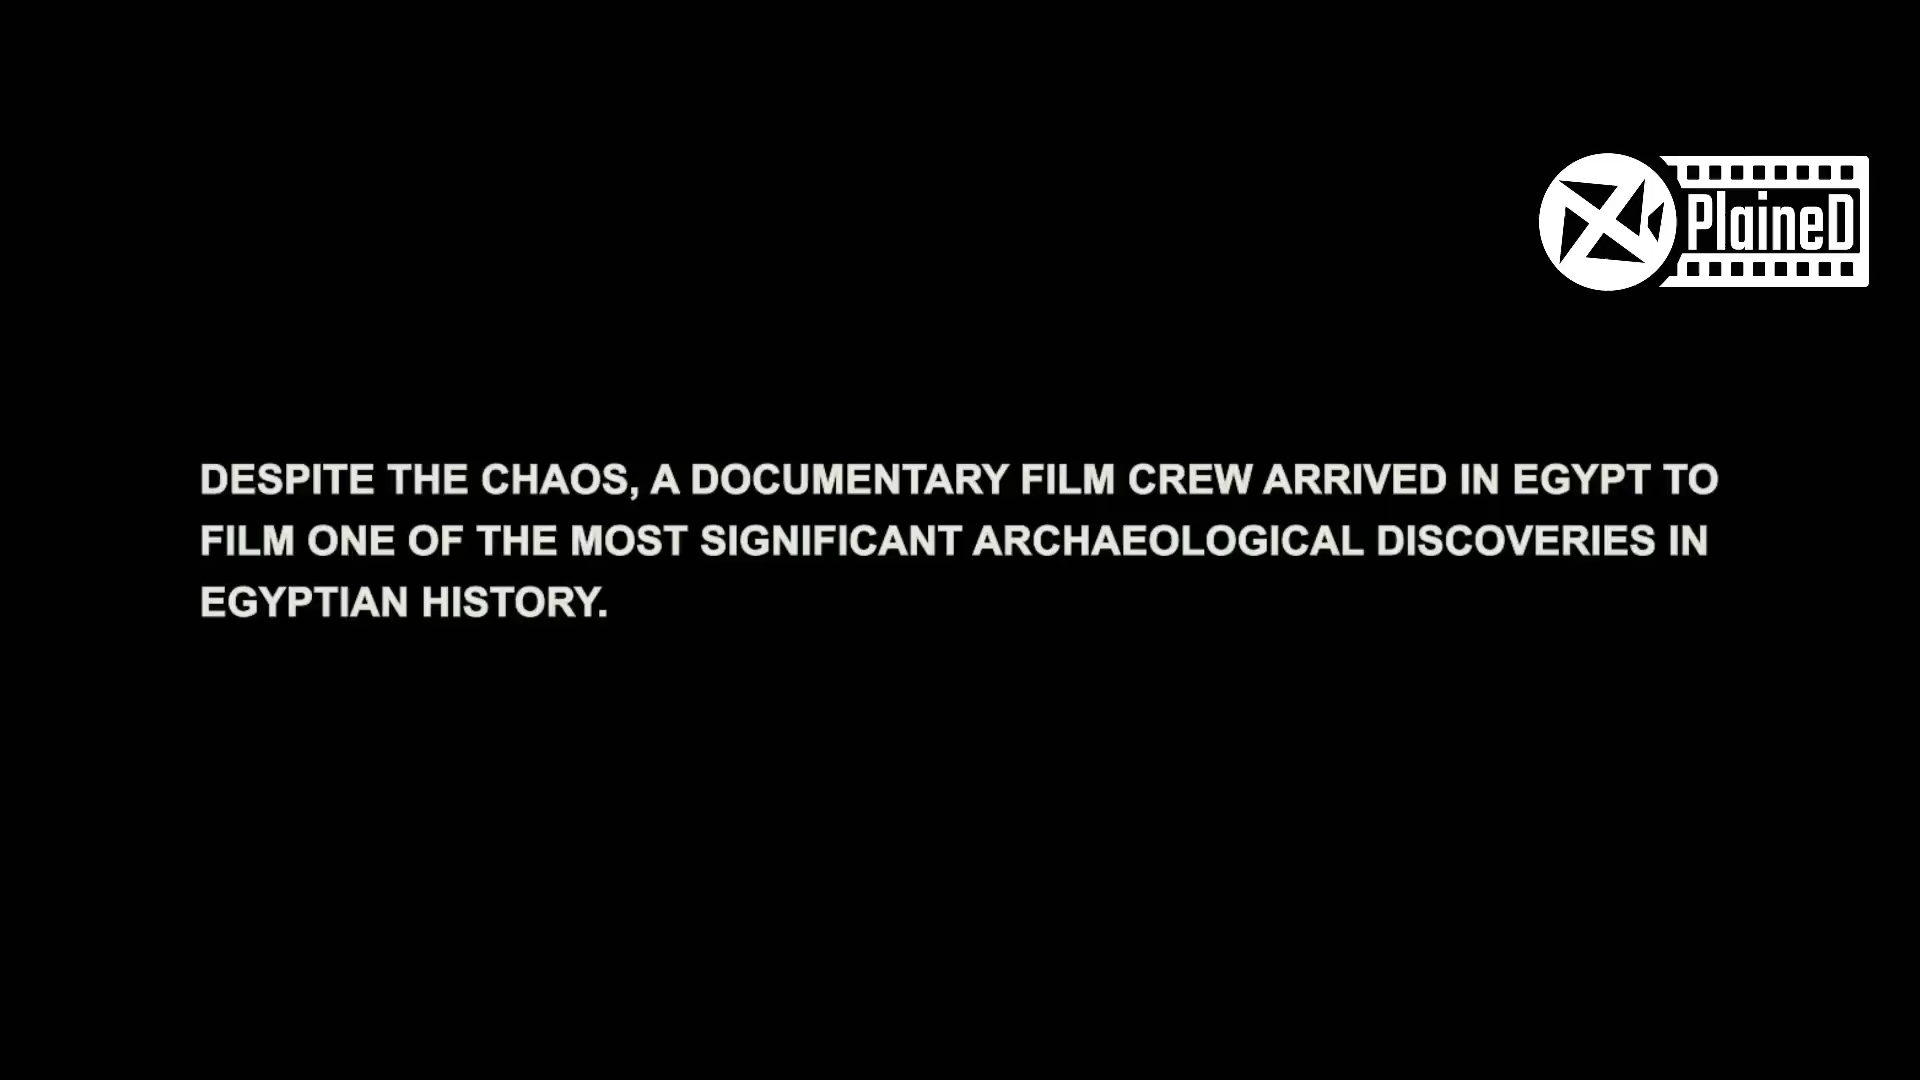 PlaineD
DESPITE THE CHAOS, A DOCUMENTARY FILM CREW ARRIVED IN EGYPT TO
FILM ONE OF THE MOST SIGNIFICANT ARCHAEOLOGICAL DISCOVERIES IN
EGYPTIAN HISTORY.